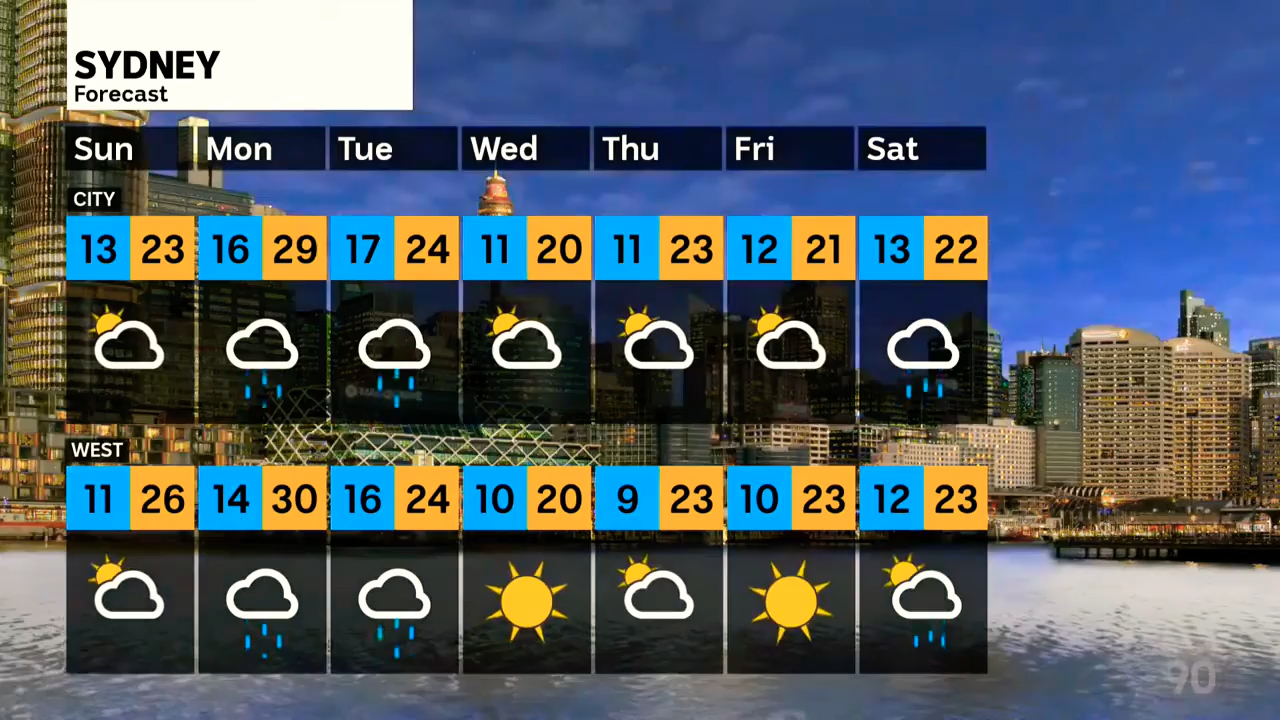 SYDNEY
Forecast
Sun Mon Tue Wed Thu Fri Sat
CITY
13 23 16 29 17 24 11 20 11 23 12 21 13 22
WEST
11 26 14 30 16 24 10 20 9 23 10 23 12 23
90